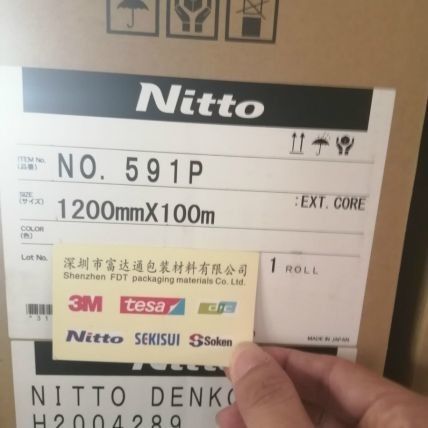 Nitto
ITEM No.
(品番)
NO. 591P
SIZE
(サイズ)
1200mmX100m
:EXT. CORE
COLOR
(色)
Lot No.
1 ROLL
MADE IN JAPAN
深圳市富达通包装材料有限公司
Shenzhen FDT packaging materials Co. Ltd.
3M
tesa
Nitto
SEKISUI
Soken
Nitto
NITTO DENKO
H2004289